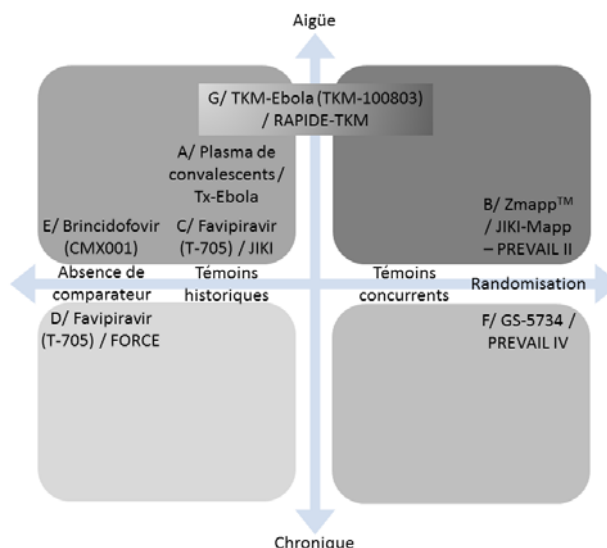 Aigüe
G/ TKM-Ebola (TKM-100803)
/ RAPIDE-TKM
A/ Plasma de
convalescents /
Tx-Ebola
E/ Brincidofovir
(CMX001)
C/ Favipiravir
(T-705) / JIKI
B/ Zmapp™
/ JIKI-Mapp
– PREVAIL II
Absence de
comparateur
Témoins
historiques
Témoins
concurrents
Randomisation
D/ Favipiravir
(T-705) / FORCE
F/ GS-5734 /
PREVAIL IV
Chronique